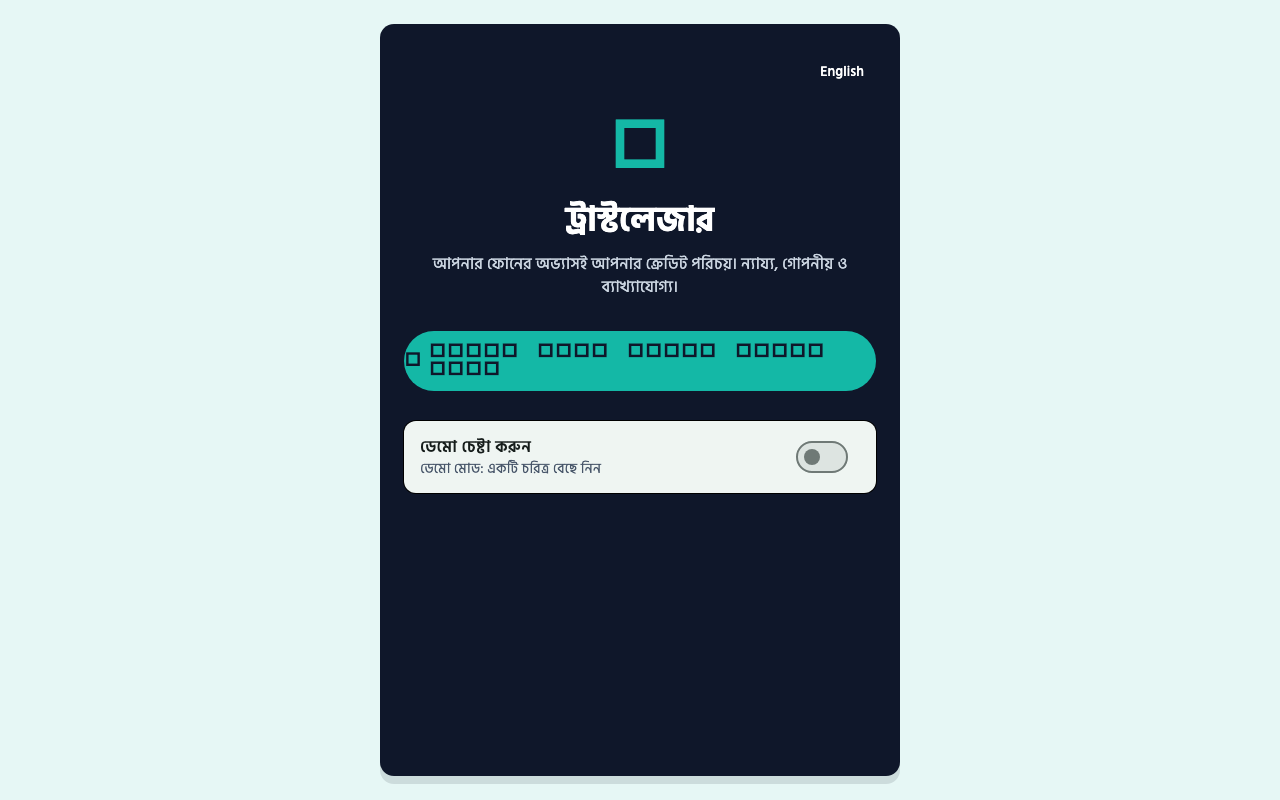 English
ট্রাস্টলেজার
আপনার ফোনের অভ্যাসই আপনার ক্রেডিট পরিচয়। ন্যায্য, গোপনীয় ও
ব্যাখ্যাযোগ্য।
ডেমো চেষ্টা করুন
ডেমো মোড: একটি চরিত্র বেছে নিন